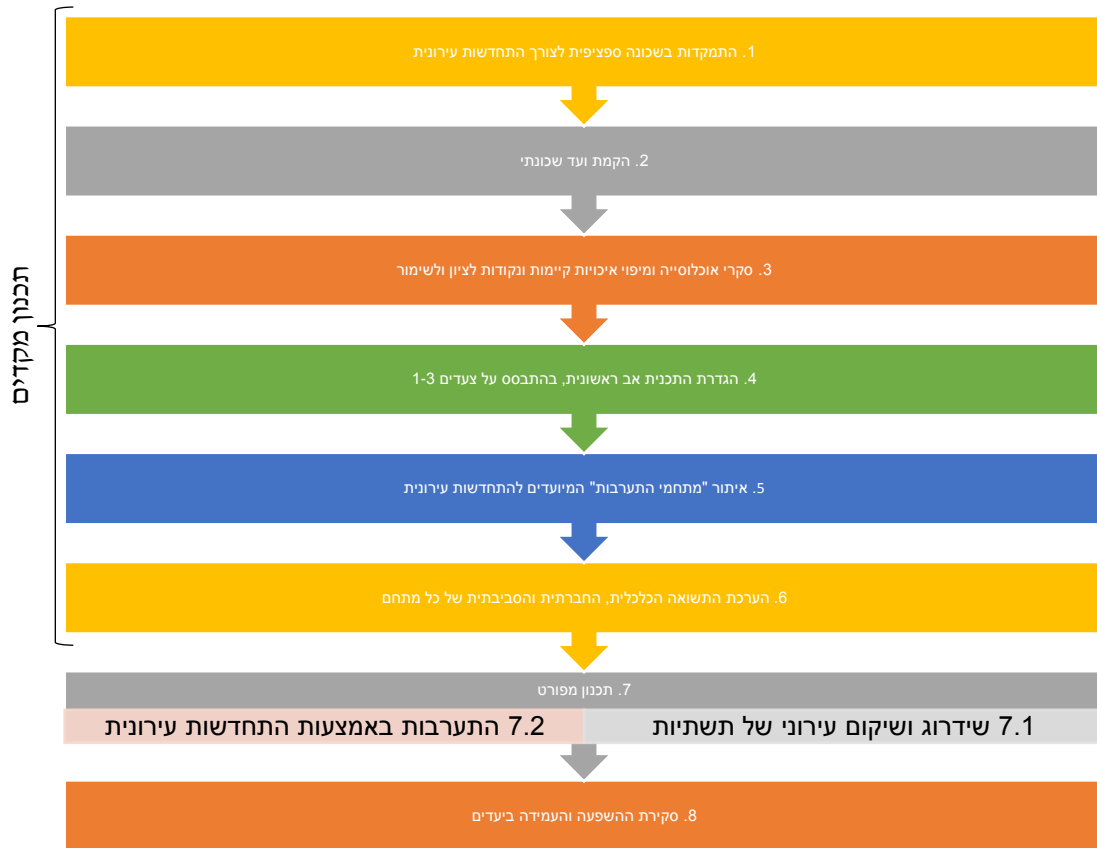 תכנון מקדים
1. התמקדות בשכונה ספציפית לצורך התחדשות עירונית
2. הקמת ועד שכונתי
3. סקרי אוכלוסייה ומיפוי איכויות קיימות ונקודות לציון ולשימור
4. הגדרת התכנית אב ראשונית, בהתבסס על צעדים 1-3
5. איתור "מתחמי התערבות" המיועדים להתחדשות עירונית
6. הערכת התשואה הכלכלית, החברתית והסביבתית של כל מתחם
7. תכנון מפורט
7.1 שידרוג ושיקום עירוני של תשתיות
7.2 התערבות באמצעות התחדשות עירונית
8. סקירת ההשפעה והעמידה ביעדים